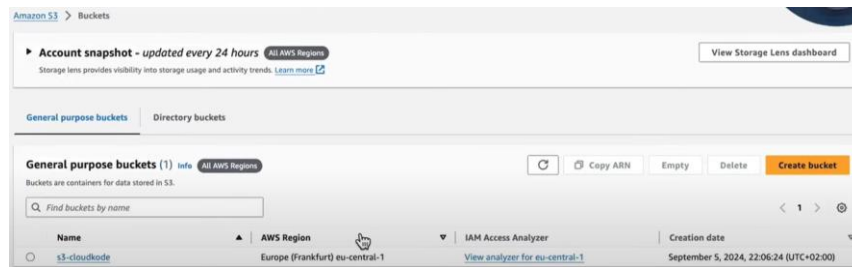 Amazon S3 > Buckets
Account snapshot - updated every 24 hours All AWS Regions
View Storage Lens dashboard
Storage lens provides visibility into storage usage and activity trends. Learn more
General purpose buckets Directory buckets
General purpose buckets (1) Info All AWS Regions
Copy ARN Empty Delete Create bucket
Buckets are containers for data stored in S3.
Find buckets by name
< 1 >
Name AWS Region IAM Access Analyzer Creation date
s3-cloudkode Europe (Frankfurt) eu-central-1 View analyzer for eu-central-1 September 5, 2024, 22:06:24 (UTC+02:00)